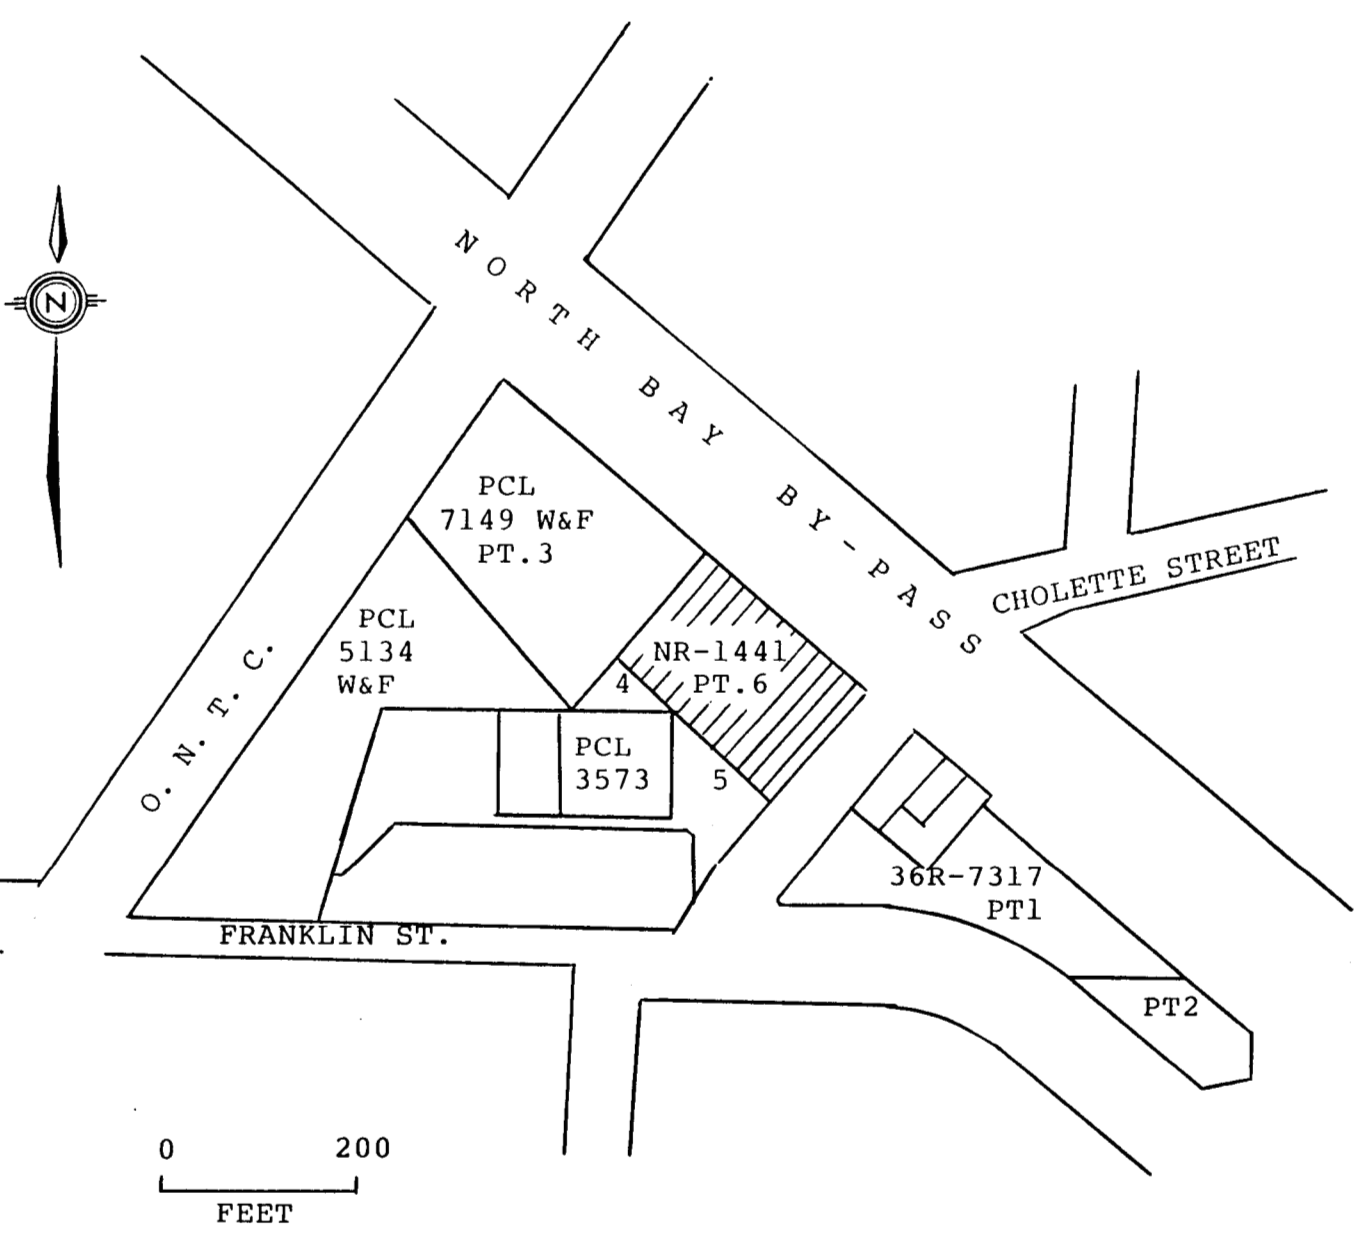 NORTH BAY BY-PASS
PCL
7149 W&F
PT.3
CHOLETTE STREET
PCL
5134
W&F
O.N.T.C.
NR-1441
PT.6
4
PCL
3573
5
36R-7317
PT1
FRANKLIN ST.
PT2
0 200
FEET
N